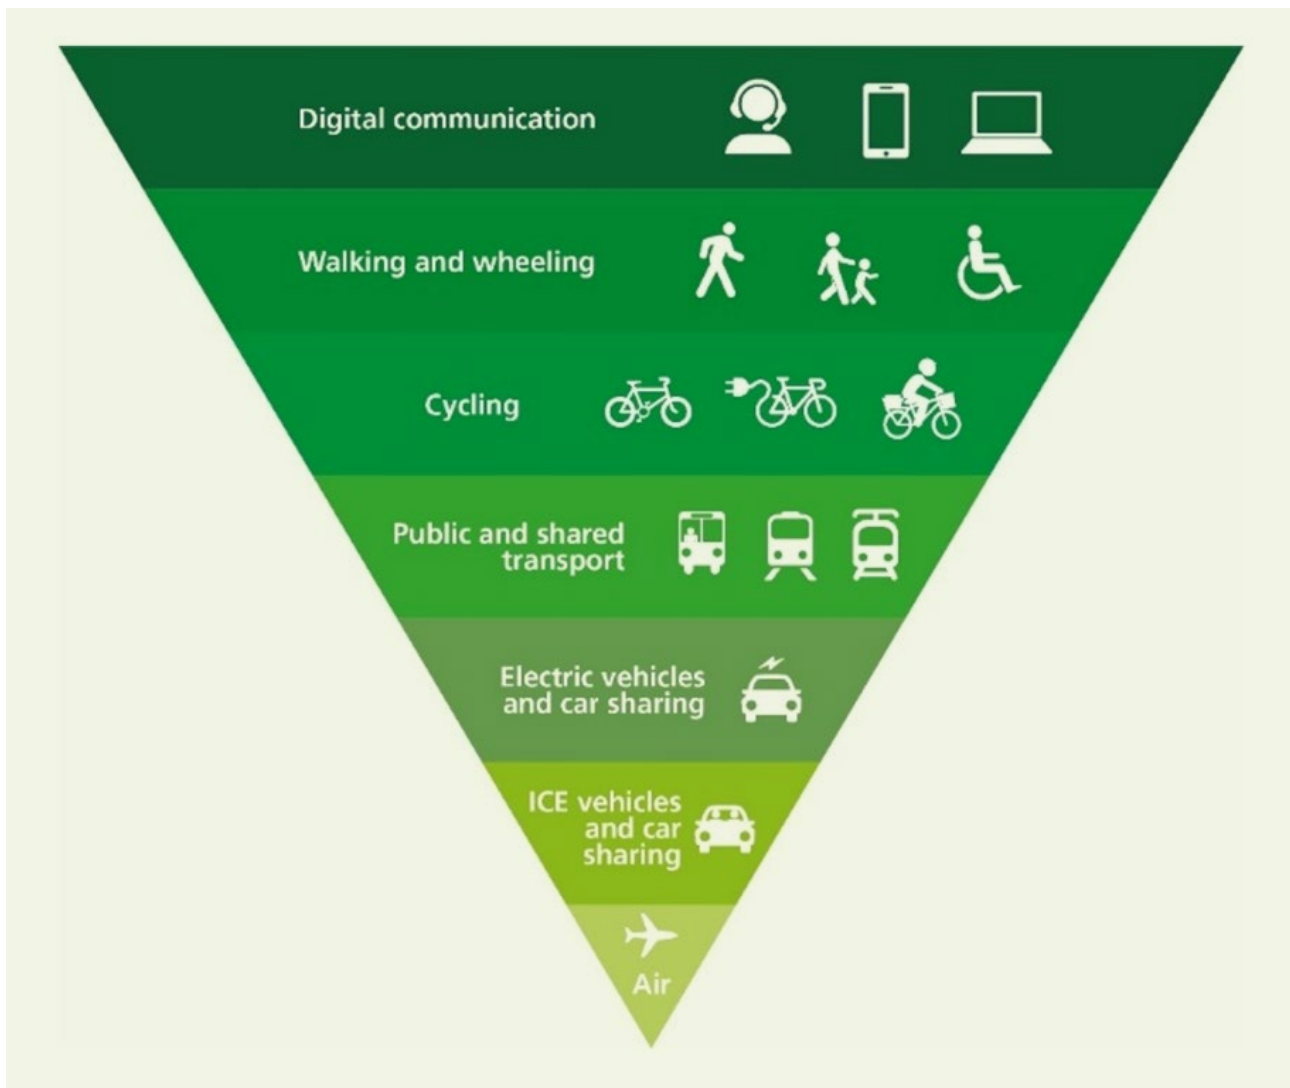 Digital communication
Walking and wheeling
Cycling
Public and shared
transport
Electric vehicles
and car sharing
ICE vehicles
and car
sharing
Air